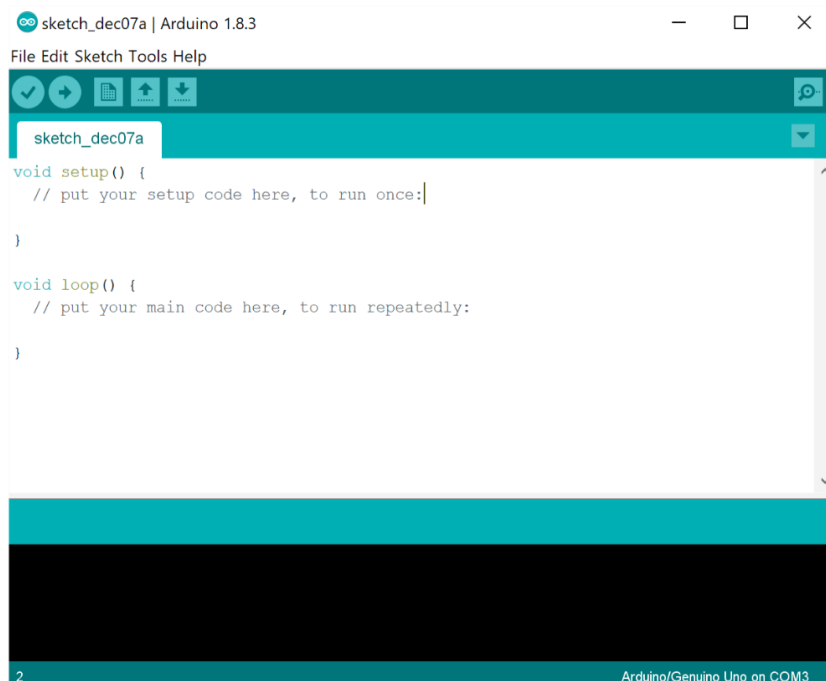 sketch_dec07a | Arduino 1.8.3
File Edit Sketch Tools Help
sketch_dec07a
void setup() {
  // put your setup code here, to run once:

}

void loop() {
  // put your main code here, to run repeatedly:

}
2
Arduino/Genuino Uno on COM3